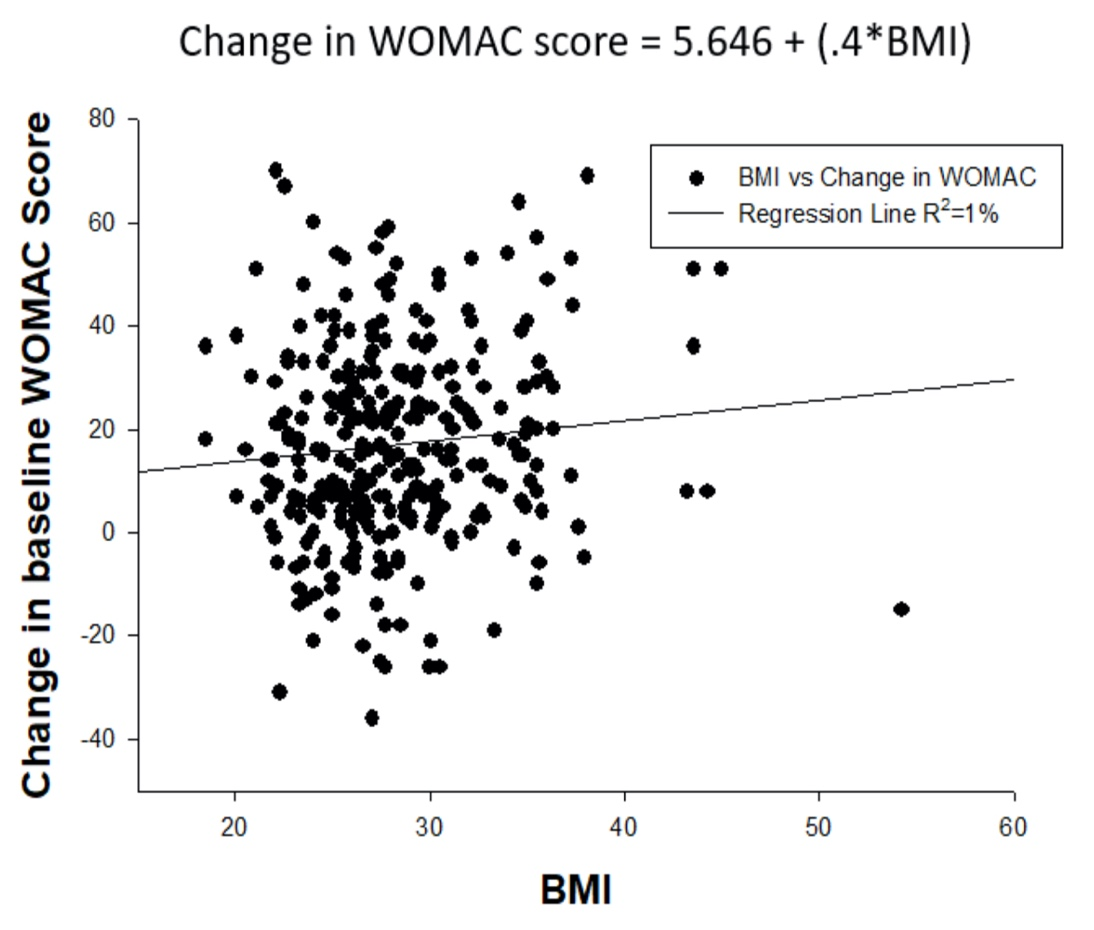 Change in WOMAC score = 5.646 + (.4*BMI)
Change in baseline WOMAC Score
80
60
40
20
0
-20
-40
BMI vs Change in WOMAC
Regression Line R²=1%
20 30 40 50 60
BMI